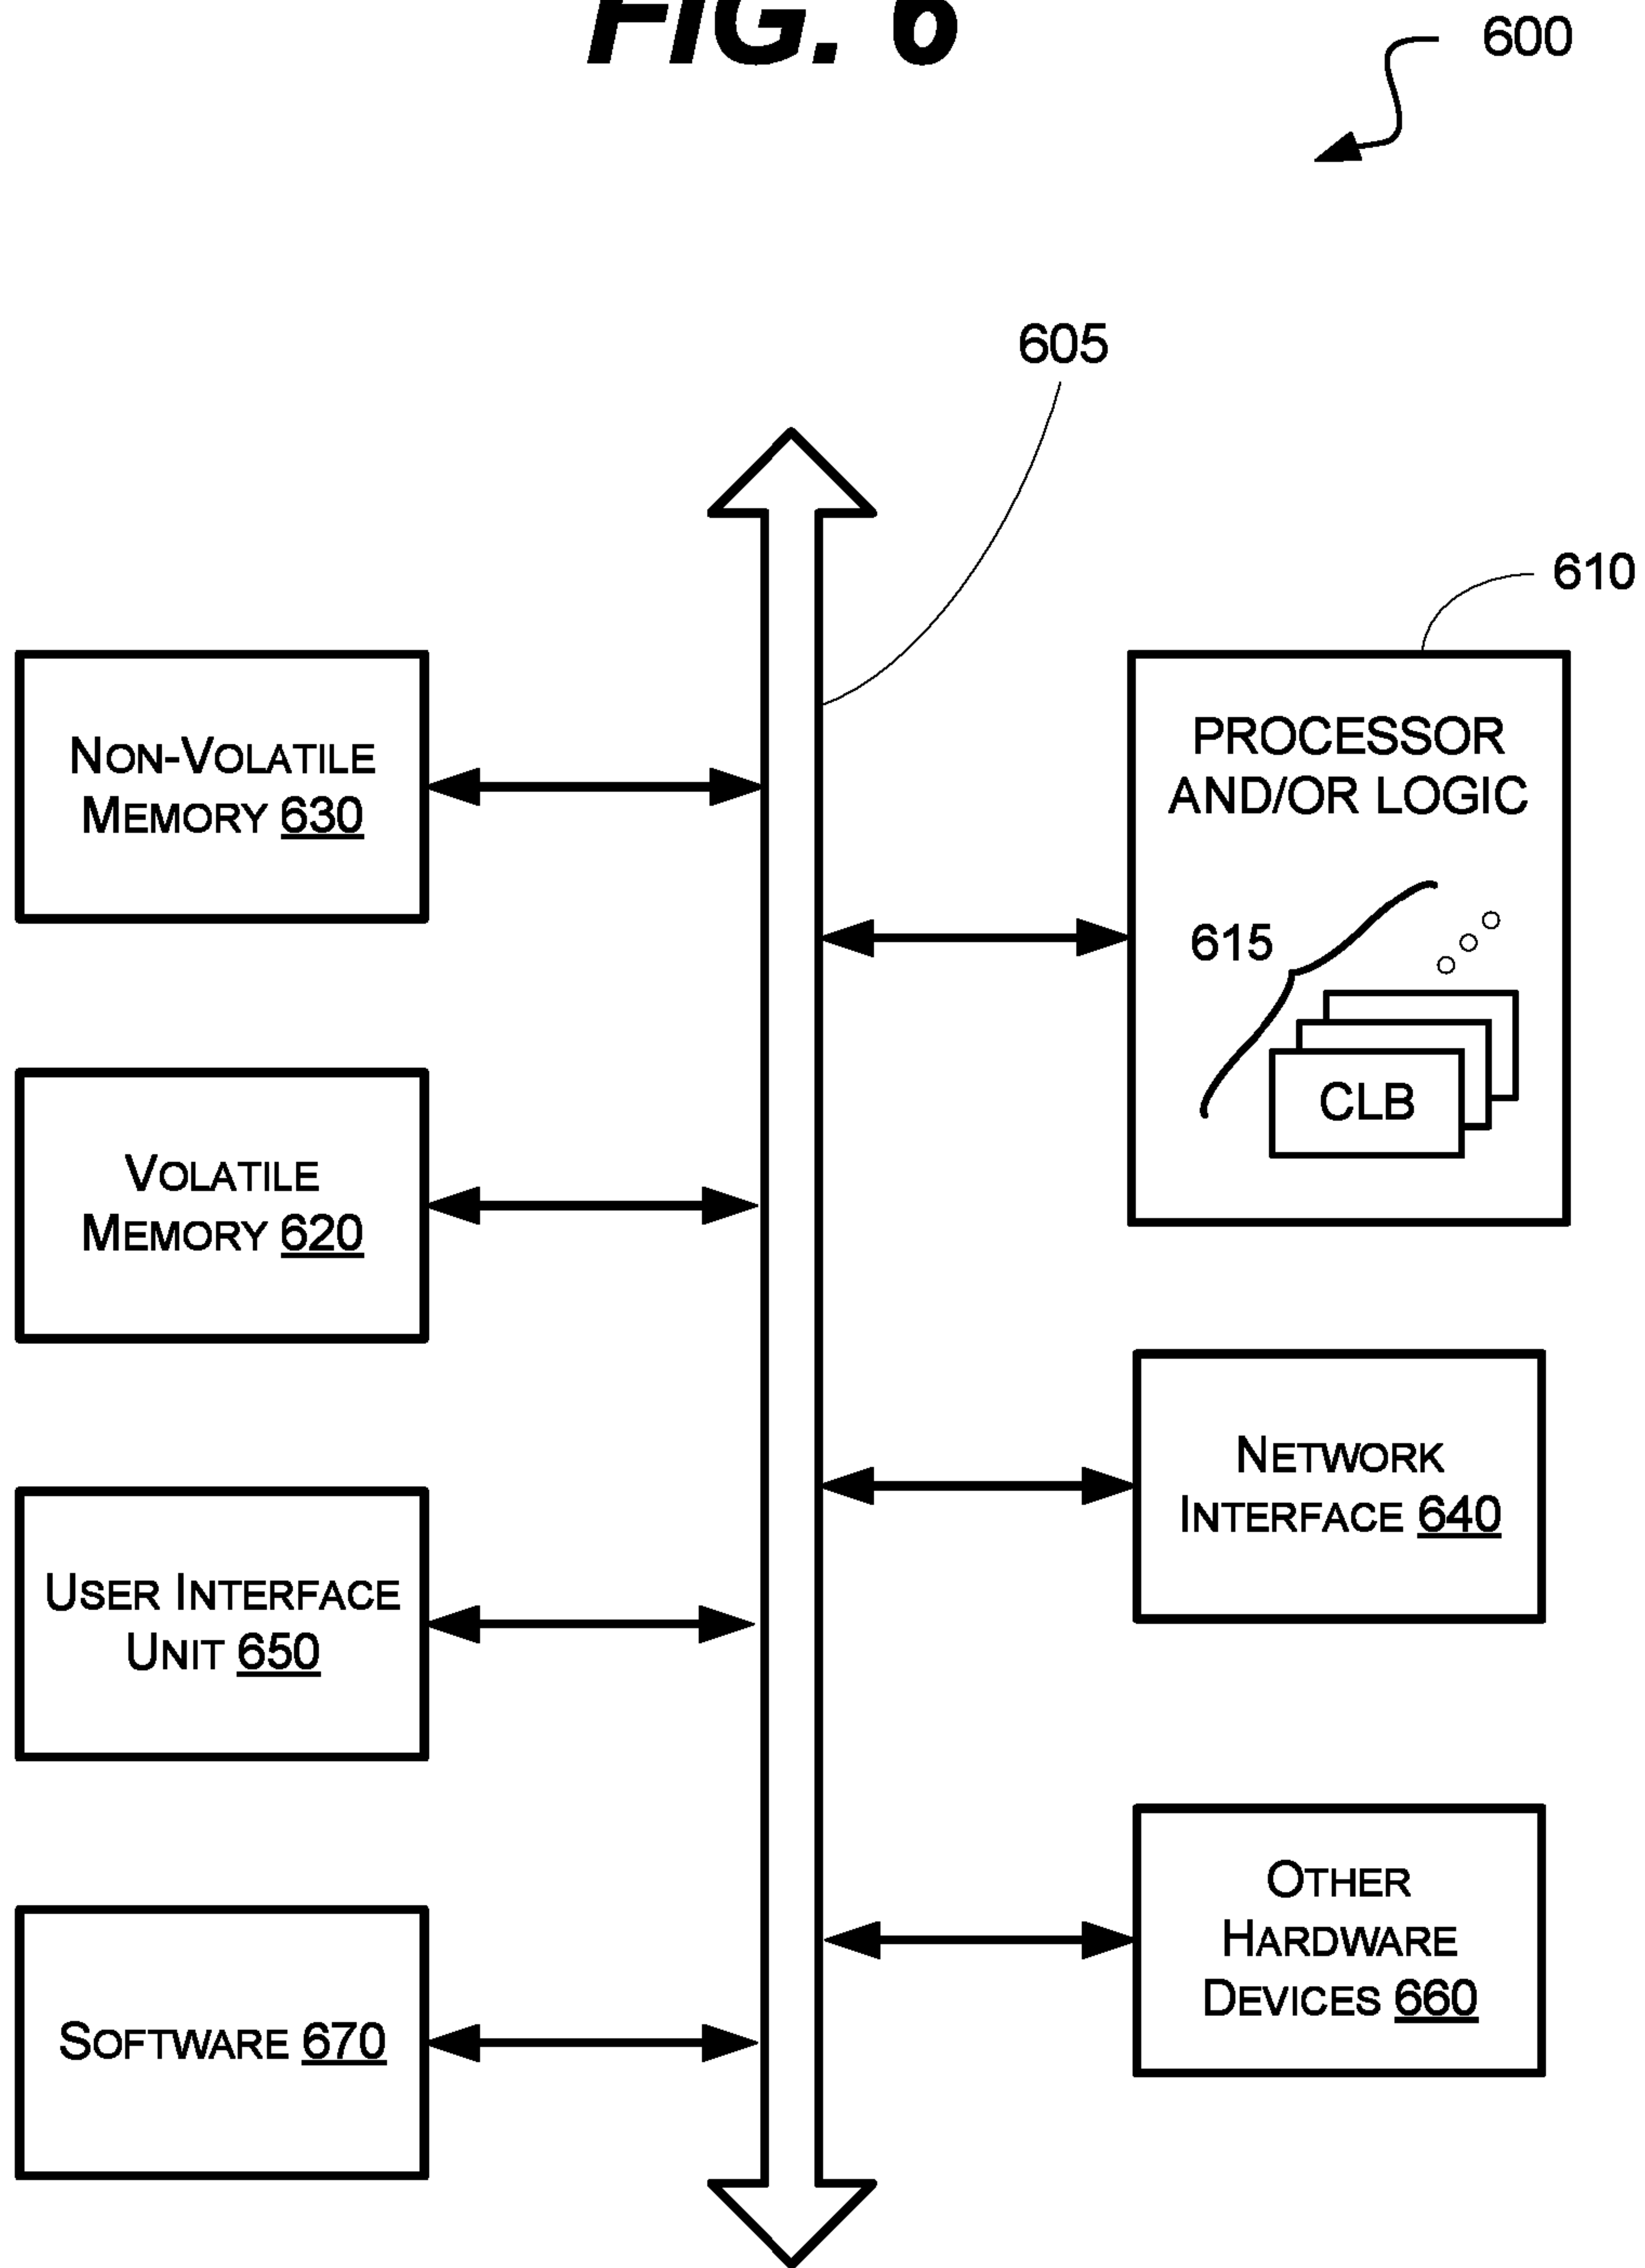 FIG. 6
600
605
610
NON-VOLATILE
MEMORY 630
PROCESSOR
AND/OR LOGIC
615
CLB
VOLATILE
MEMORY 620
NETWORK
INTERFACE 640
USER INTERFACE
UNIT 650
OTHER
HARDWARE
DEVICES 660
SOFTWARE 670